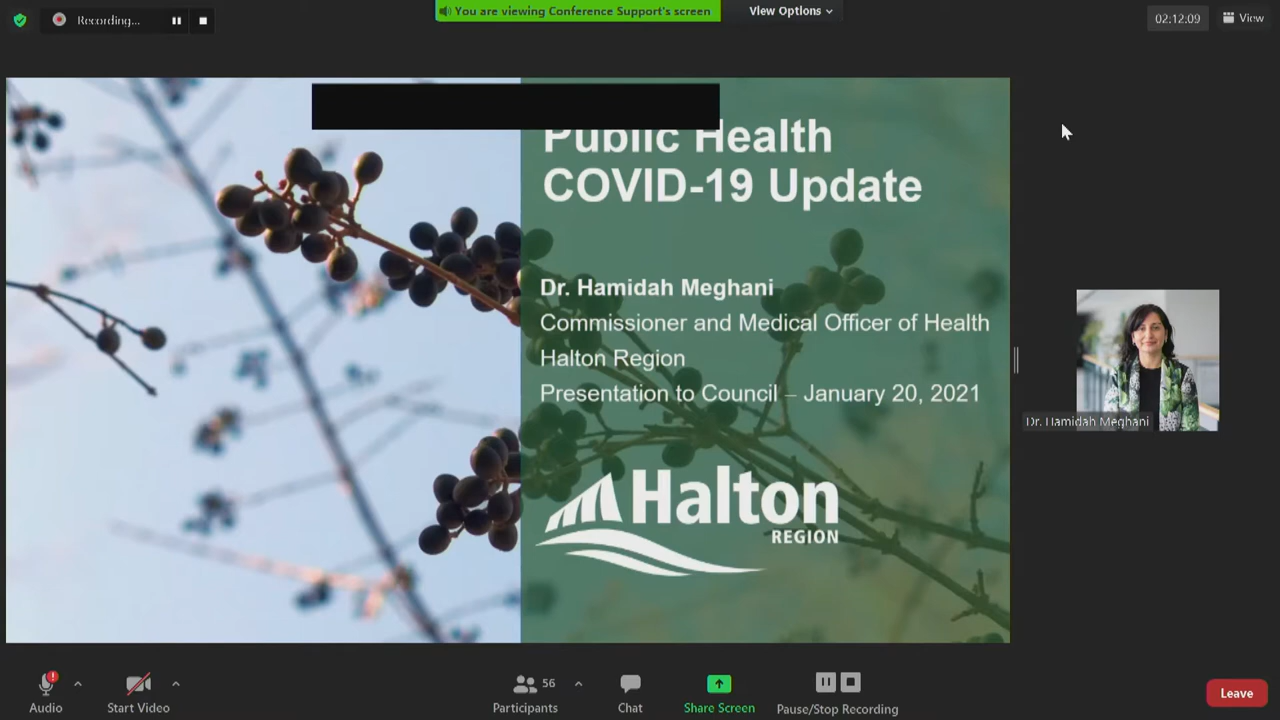 Recording...
You are viewing Conference Support's screen
View Options
02:12:09
View
Public Health
COVID-19 Update
Dr. Hamidah Meghani
Commissioner and Medical Officer of Health
Halton Region
Presentation to Council – January 20, 2021
Halton
REGION
Dr. Hamidah Meghani
Audio
Start Video
56
Participants
Chat
Share Screen
Pause/Stop Recording
Leave